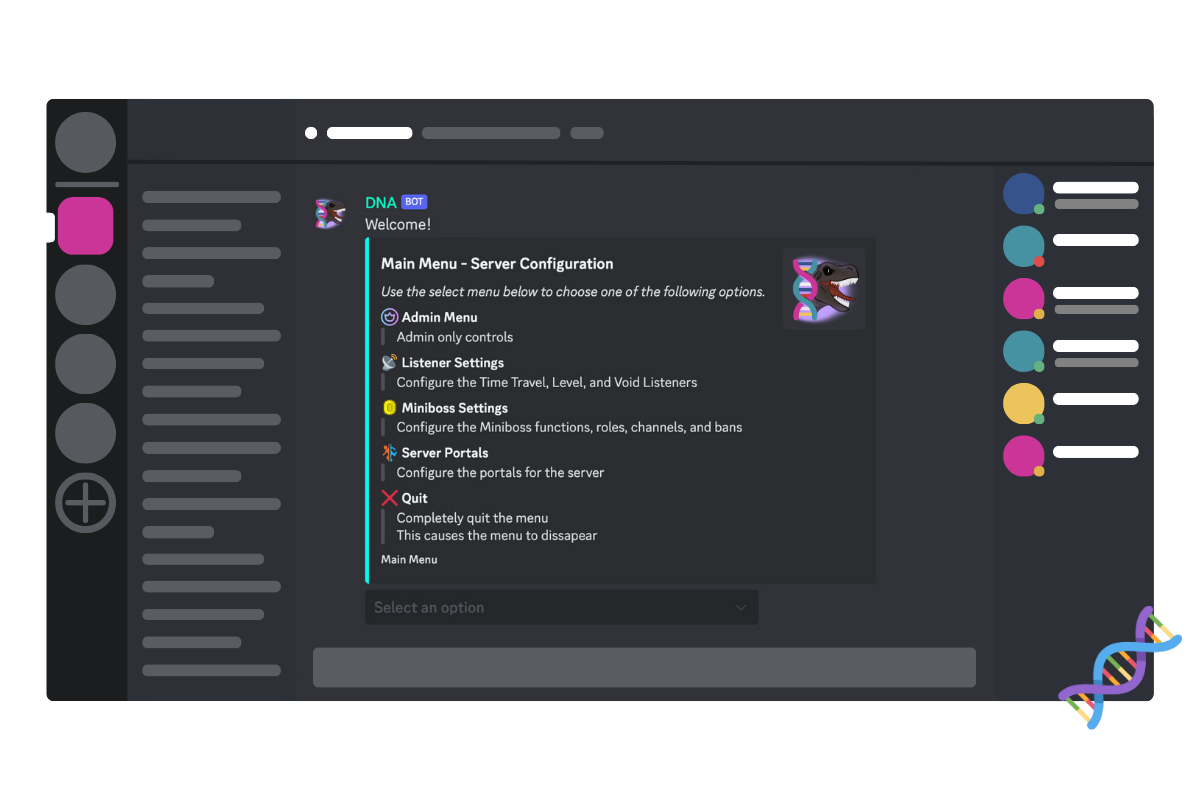 DNA BOT
Welcome!
Main Menu - Server Configuration
Use the select menu below to choose one of the following options.
Admin Menu
Admin only controls
Listener Settings
Configure the Time Travel, Level, and Void Listeners
Miniboss Settings
Configure the Miniboss functions, roles, channels, and bans
Server Portals
Configure the portals for the server
Quit
Completely quit the menu
This causes the menu to dissapear
Main Menu
Select an option